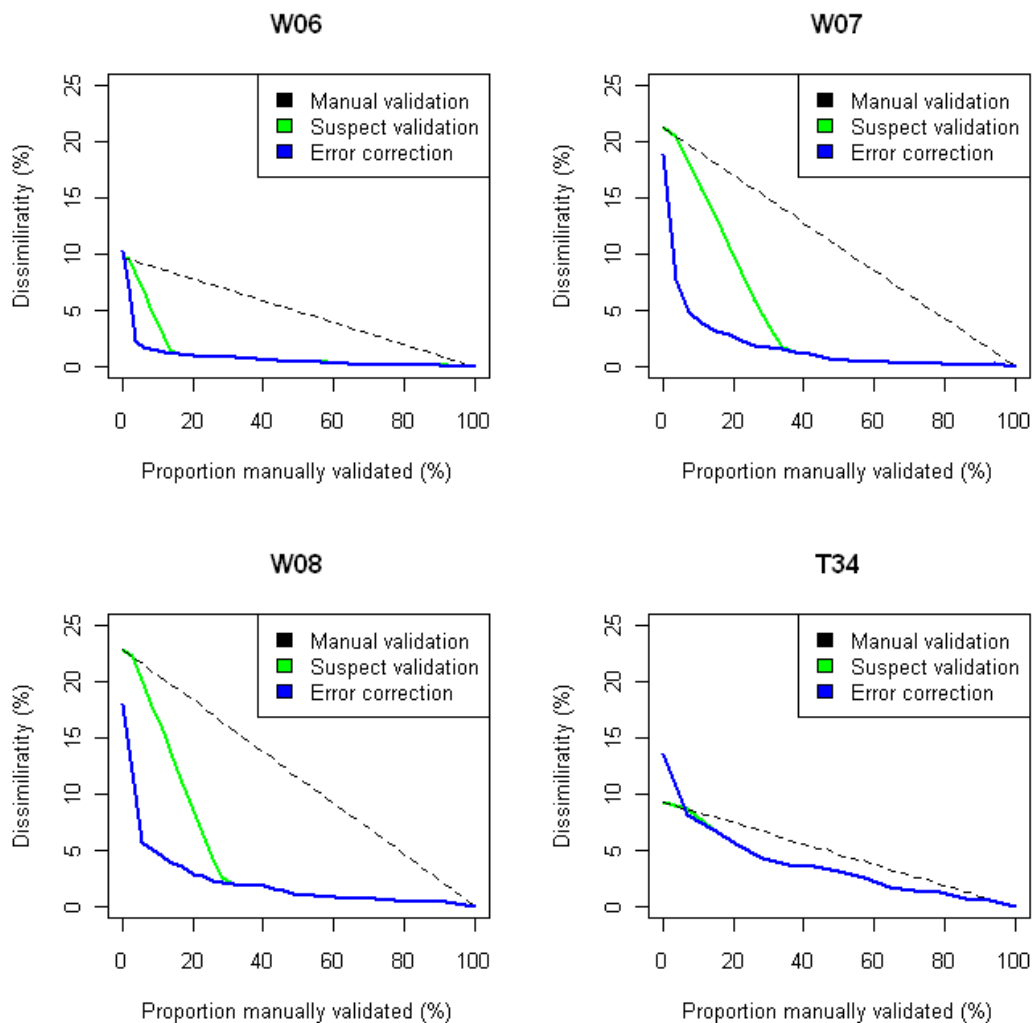 W06
25
20
15
10
5
0
Dissimiliratity (%)
Manual validation
Suspect validation
Error correction
0 20 40 60 80 100
Proportion manually validated (%)
W07
25
20
15
10
5
0
Dissimiliratity (%)
Manual validation
Suspect validation
Error correction
0 20 40 60 80 100
Proportion manually validated (%)
W08
25
20
15
10
5
0
Dissimiliratity (%)
Manual validation
Suspect validation
Error correction
0 20 40 60 80 100
Proportion manually validated (%)
T34
25
20
15
10
5
0
Dissimiliratity (%)
Manual validation
Suspect validation
Error correction
0 20 40 60 80 100
Proportion manually validated (%)